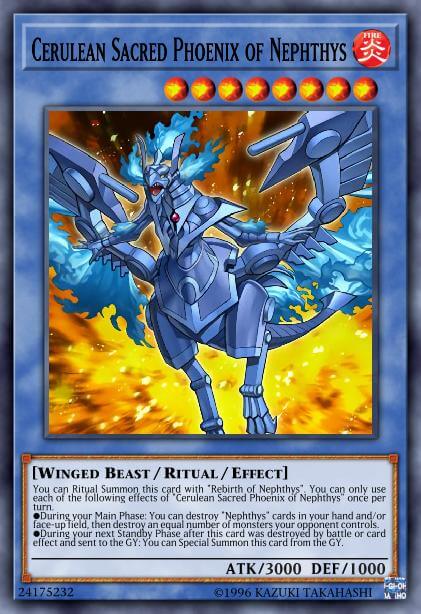 CERULEAN SACRED PHOENIX OF NEPHTHYS
FIRE
炎
[WINGED BEAST / RITUAL / EFFECT]
You can Ritual Summon this card with "Rebirth of Nephthys". You can only use
each of the following effects of "Cerulean Sacred Phoenix of Nephthys" once per
turn.
●During your Main Phase: You can destroy "Nephthys" cards in your hand and/or
face-up field, then destroy an equal number of monsters your opponent controls.
●During your next Standby Phase after this card was destroyed by battle or card
effect and sent to the GY: You can Special Summon this card from the GY.
ATK/3000 DEF/1000
24175232
©1996 KAZUKI TAKAHASHI